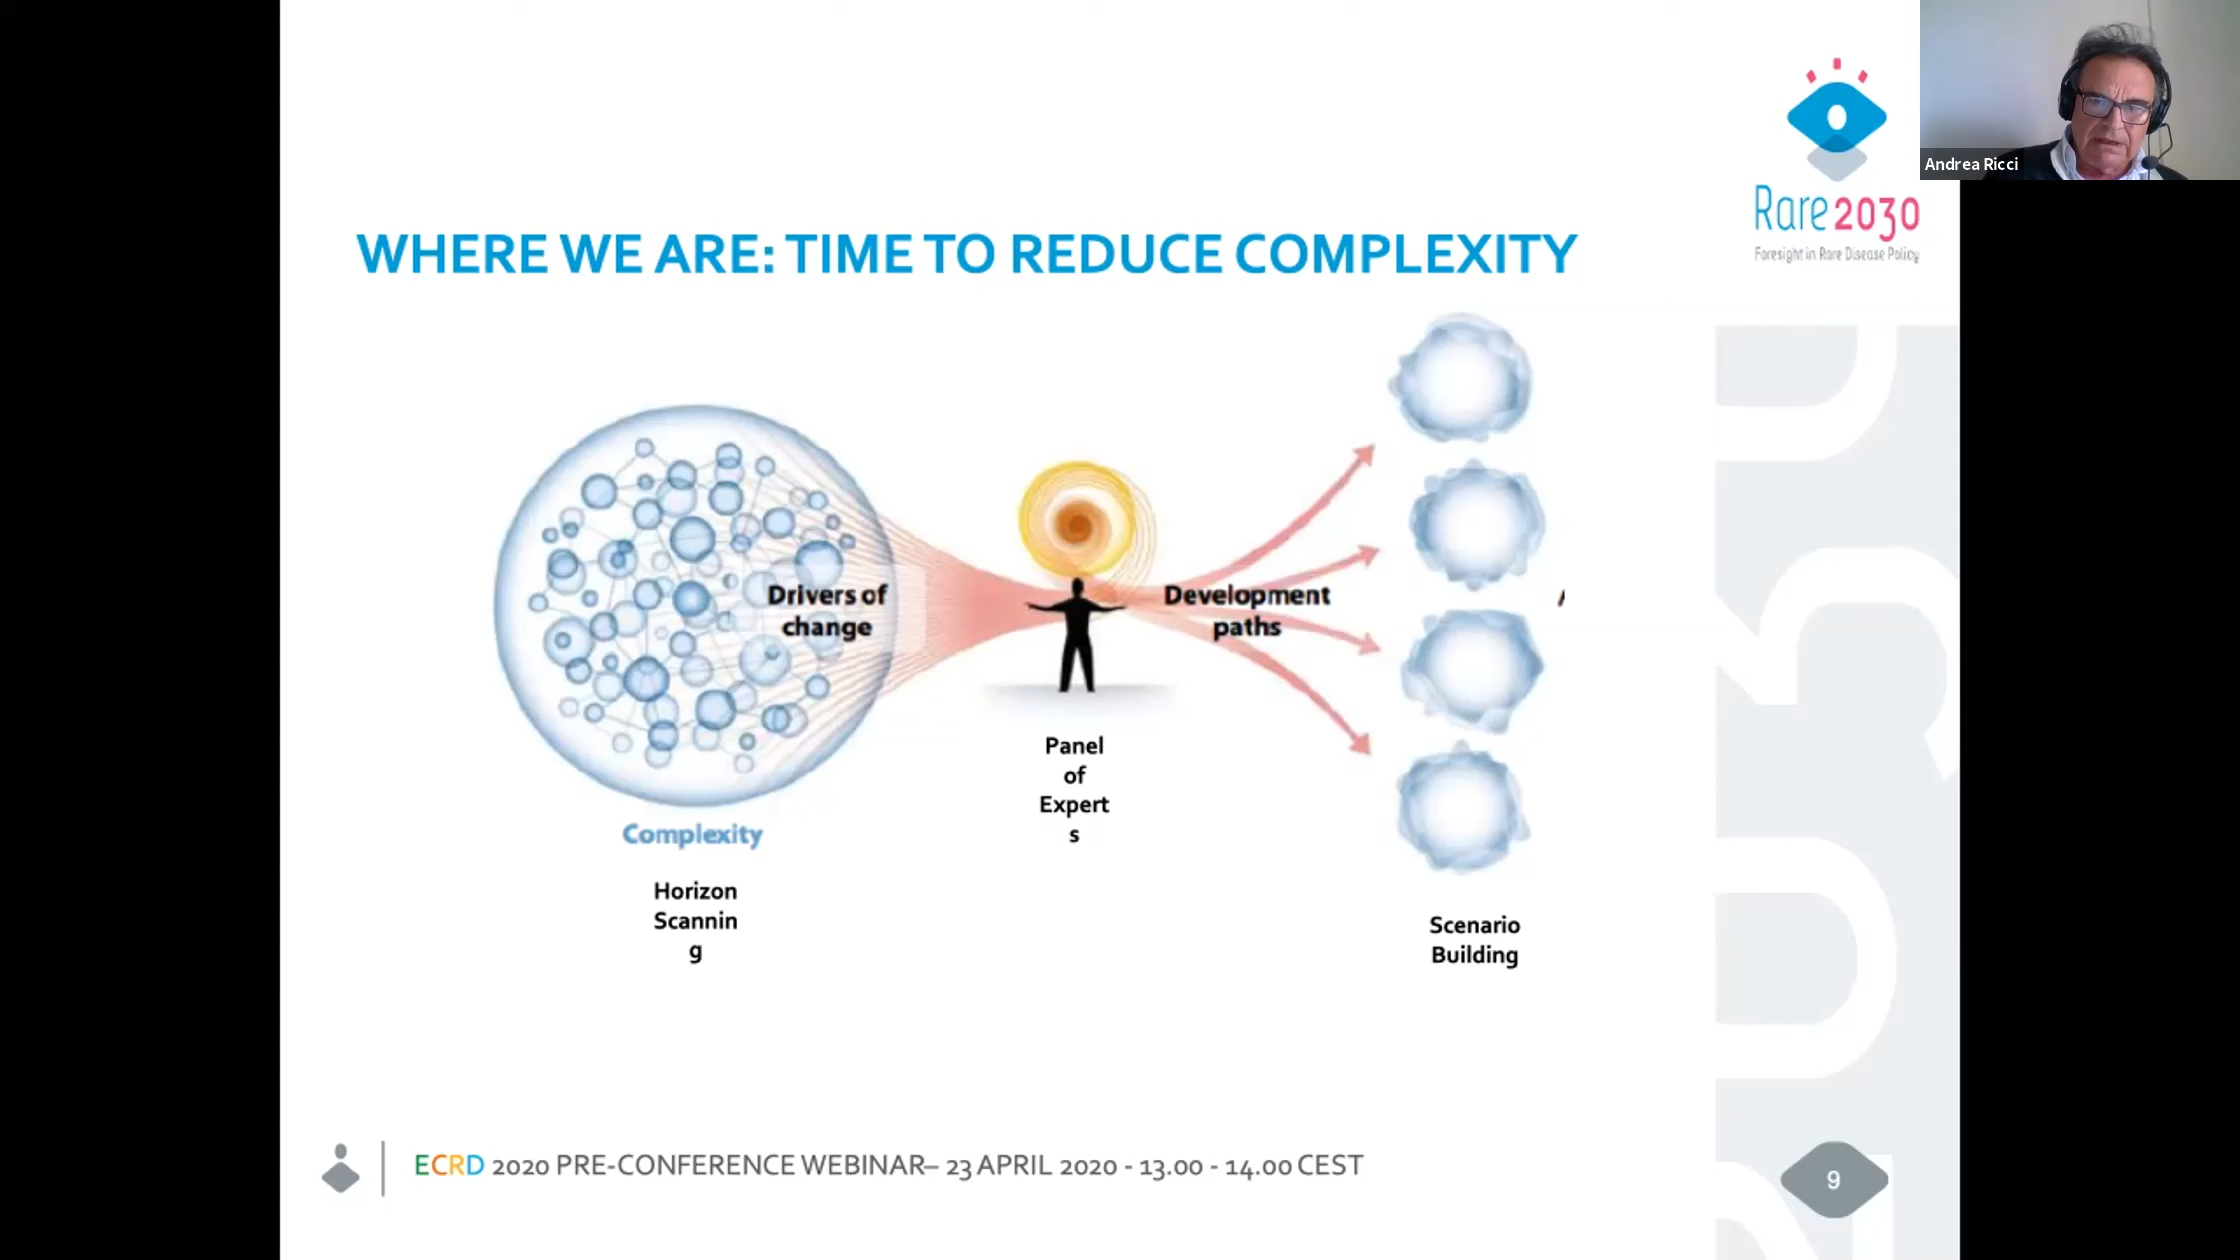 Andrea Ricci
Rare2030
Foresight in Rare Disease Policy
WHERE WE ARE: TIME TO REDUCE COMPLEXITY
Drivers of
change
Development
paths
Panel
of
Expert
s
Complexity
Horizon
Scannin
g
Scenario
Building
ECRD 2020 PRE-CONFERENCE WEBINAR– 23 APRIL 2020 - 13.00 - 14.00 CEST
9